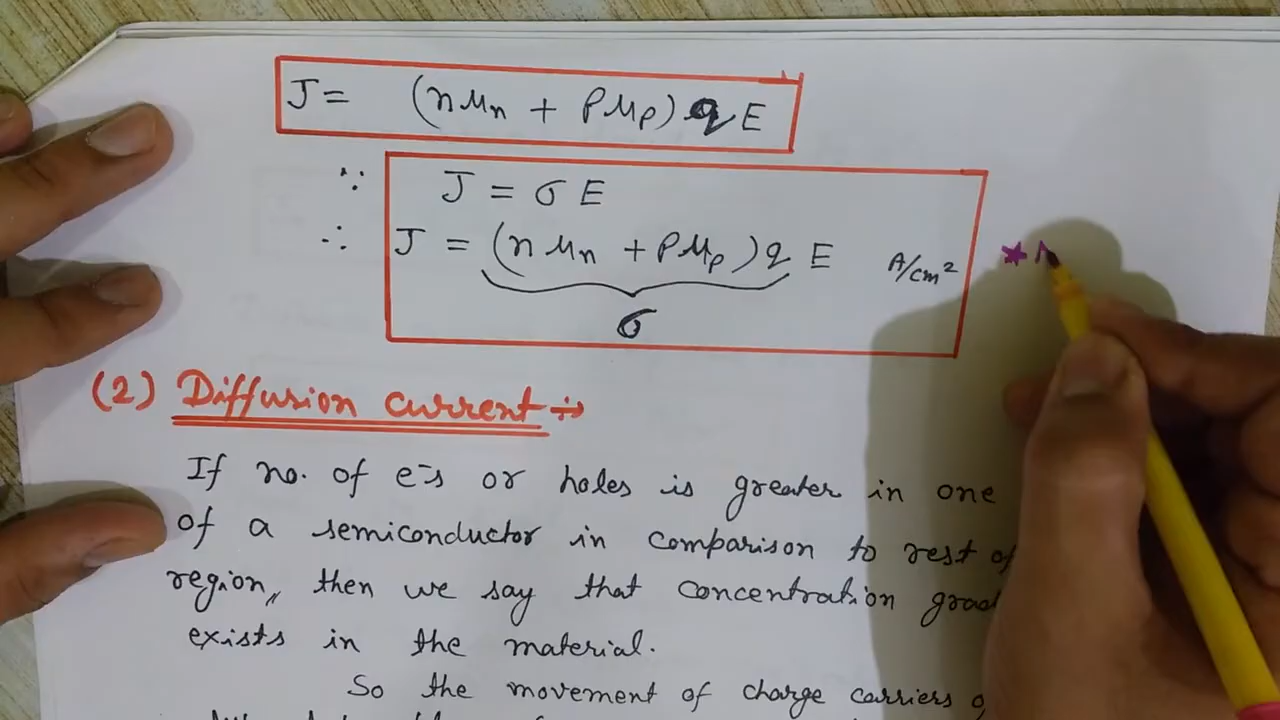 J = (nμn + pμp) q E
∵ J = σ E
∴ J = (nμn + pμp) q E A/cm²
σ
(2) Diffusion current :-
If no. of e⁻s or holes is greater in one
of a semiconductor in comparison to rest of
region, then we say that concentration
exists in the material.
So the movement of charge carriers